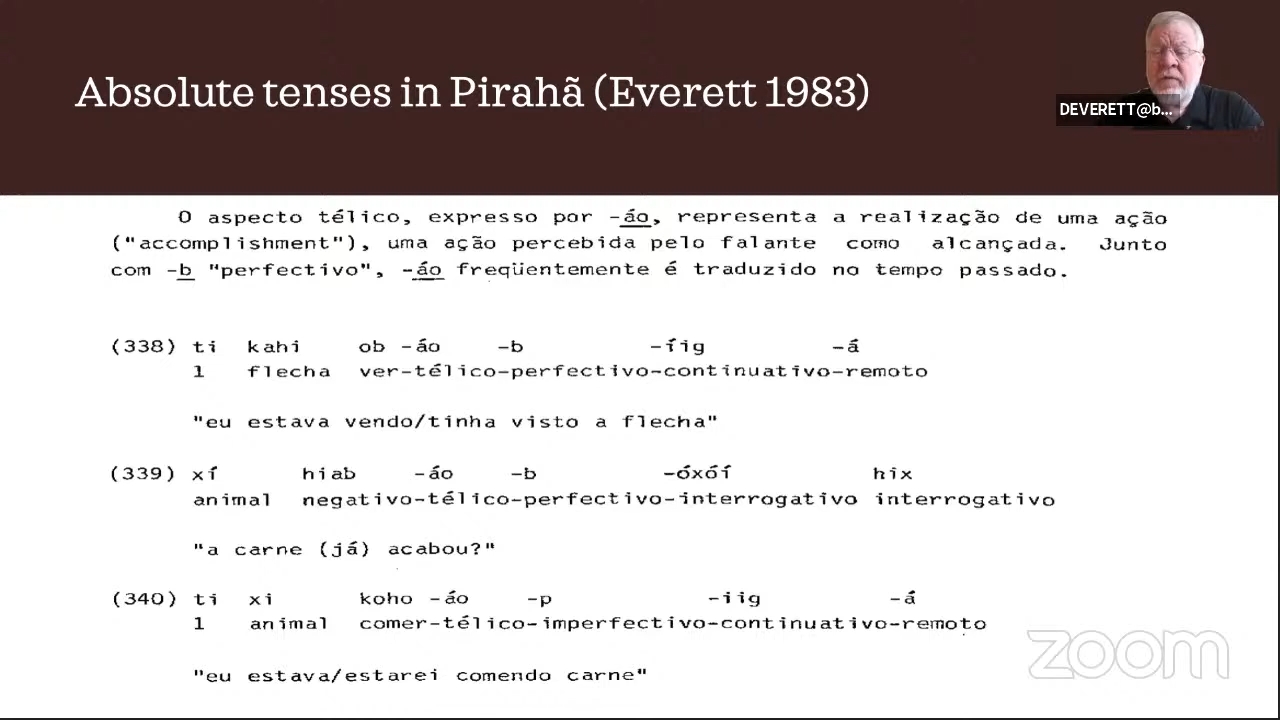 Absolute tenses in Pirahã (Everett 1983)
DEVERETT@b...
O aspecto télico, expresso por -áo, representa a realização de uma ação
("accomplishment"), uma ação percebida pelo falante como alcançada. Junto
com -b "perfectivo", -áo freqüentemente é traduzido no tempo passado.
(338) ti kahi ob -áo -b -íig -á
1 flecha ver-télico-perfectivo-continuativo-remoto
"eu estava vendo/tinha visto a flecha"
(339) xí hiab -áo -b -óxóí hix
animal negativo-télico-perfectivo-interrogativo interrogativo
"a carne (já) acabou?"
(340) ti xi koho -áo -p -iig -á
1 animal comer-télico-imperfectivo-continuativo-remoto
"eu estava/estarei comendo carne"
zoom